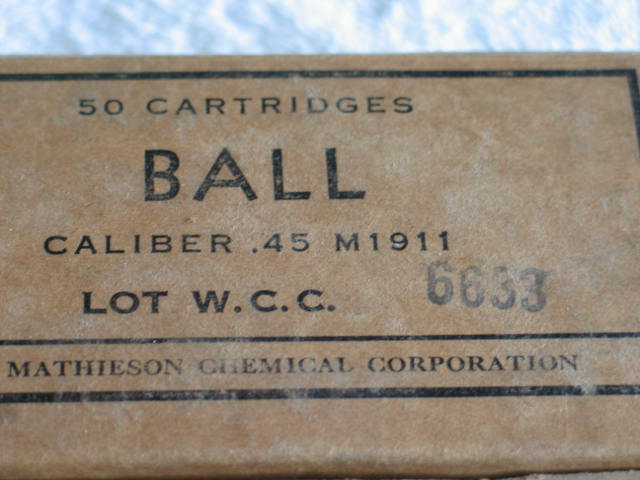 50 CARTRIDGES
BALL
CALIBER .45 M1911
LOT W.C.C. 6633
MATHIESON CHEMICAL CORPORATION